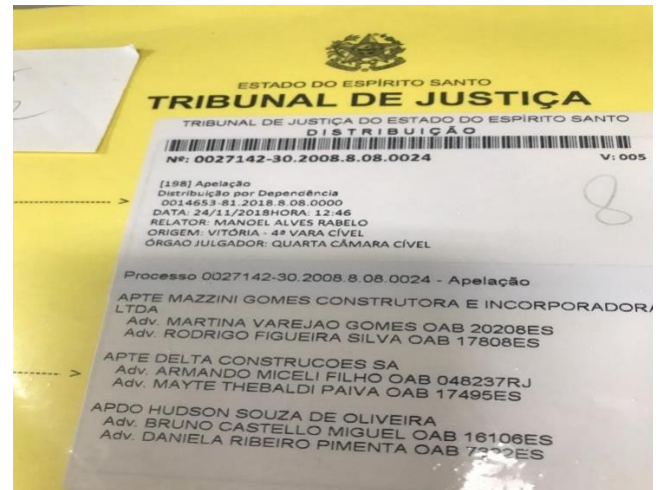 ESTADO DO ESPÍRITO SANTO
TRIBUNAL DE JUSTIÇA
TRIBUNAL DE JUSTIÇA DO ESTADO DO ESPÍRITO SANTO
DISTRIBUIÇÃO
Nº: 0027142-30.2008.8.08.0024 V: 005
[198] Apelação
Distribuição por Dependência
0014653-81.2018.8.08.0000
DATA: 24/11/2018HORA: 12:46
RELATOR: MANOEL ALVES RABELO
ORIGEM: VITÓRIA - 4ª VARA CÍVEL
ÓRGAO JULGADOR: QUARTA CÂMARA CÍVEL
8
Processo 0027142-30.2008.8.08.0024 - Apelação
APTE MAZZINI GOMES CONSTRUTORA E INCORPORADORA
LTDA
Adv. MARTINA VAREJAO GOMES OAB 20208ES
Adv. RODRIGO FIGUEIRA SILVA OAB 17808ES
APTE DELTA CONSTRUCOES SA
Adv. ARMANDO MICELI FILHO OAB 048237RJ
Adv. MAYTE THEBALDI PAIVA OAB 17495ES
APDO HUDSON SOUZA DE OLIVEIRA
Adv. BRUNO CASTELLO MIGUEL OAB 16106ES
Adv. DANIELA RIBEIRO PIMENTA OAB